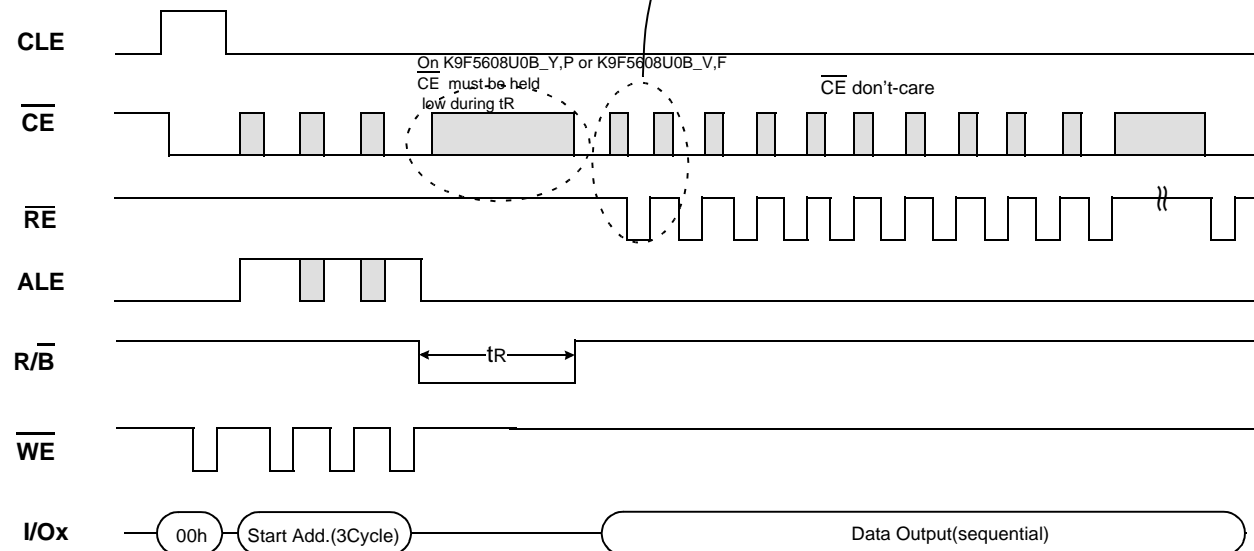 CLE
On K9F5608U0B_Y,P or K9F5608U0B_V,F
CE must be held
low during tR
CE don't-care
CE
RE
ALE
R/B
tR
WE
I/Ox
00h
Start Add.(3Cycle)
Data Output(sequential)